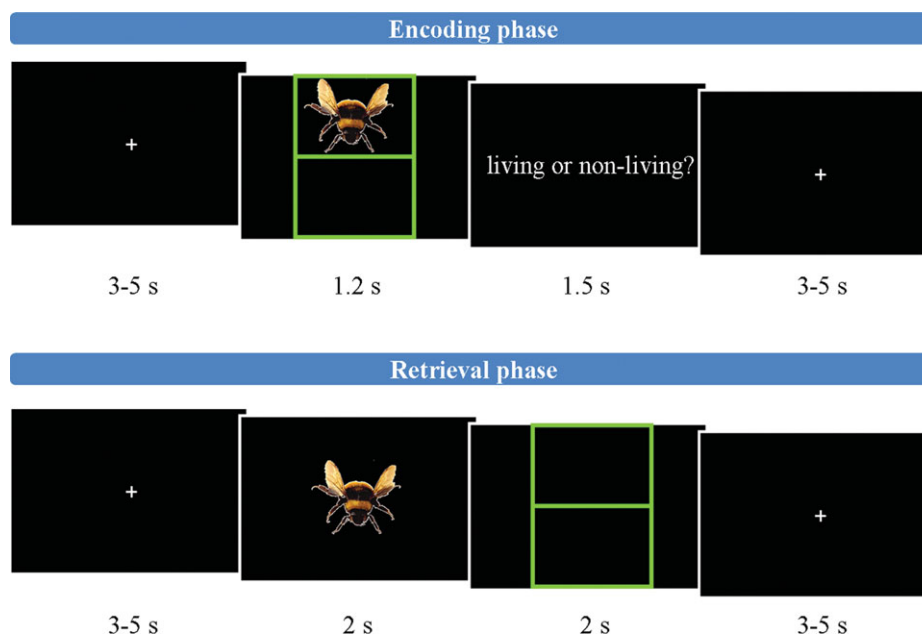 Encoding phase
+
living or non-living?
+
3-5 s
1.2 s
1.5 s
3-5 s
Retrieval phase
+
+
3-5 s
2 s
2 s
3-5 s